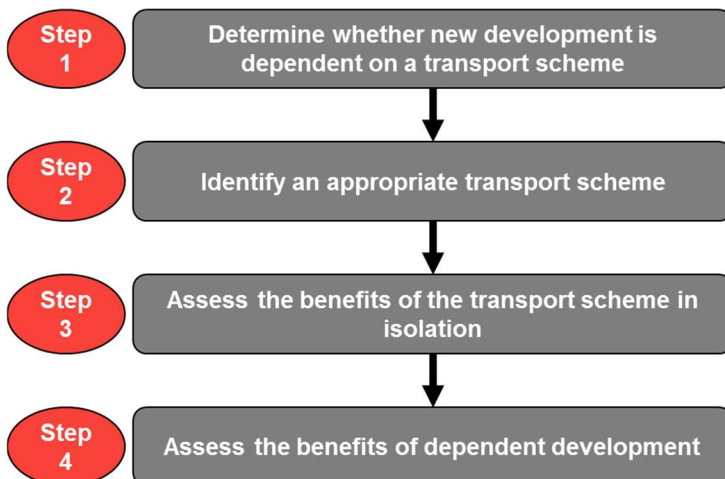 Step
1
Determine whether new development is
dependent on a transport scheme
Step
2
Identify an appropriate transport scheme
Step
3
Assess the benefits of the transport scheme in
isolation
Step
4
Assess the benefits of dependent development